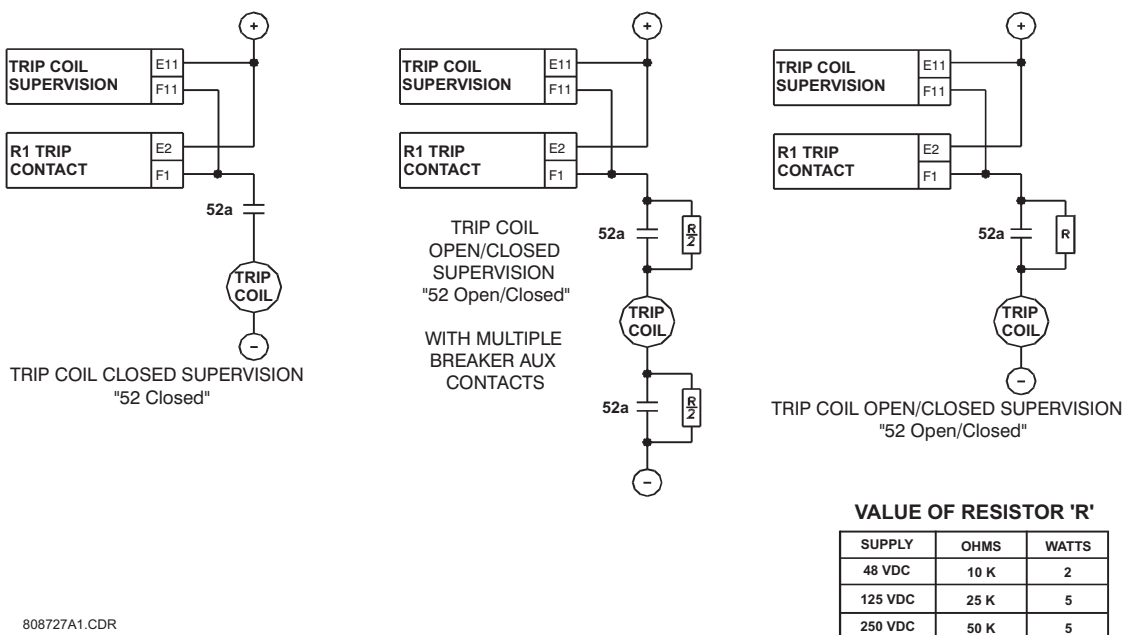 +
TRIP COIL
SUPERVISION
E11
F11
R1 TRIP
CONTACT
E2
F1
52a
TRIP
COIL
-
TRIP COIL CLOSED SUPERVISION
"52 Closed"
+
TRIP COIL
SUPERVISION
E11
F11
R1 TRIP
CONTACT
E2
F1
TRIP COIL
OPEN/CLOSED
SUPERVISION
"52 Open/Closed"
WITH MULTIPLE
BREAKER AUX
CONTACTS
52a
R
2
TRIP
COIL
52a
R
2
-
+
TRIP COIL
SUPERVISION
E11
F11
R1 TRIP
CONTACT
E2
F1
52a
R
TRIP
COIL
-
TRIP COIL OPEN/CLOSED SUPERVISION
"52 Open/Closed"
VALUE OF RESISTOR 'R'
SUPPLY OHMS WATTS
48 VDC 10 K 2
125 VDC 25 K 5
250 VDC 50 K 5
808727A1.CDR